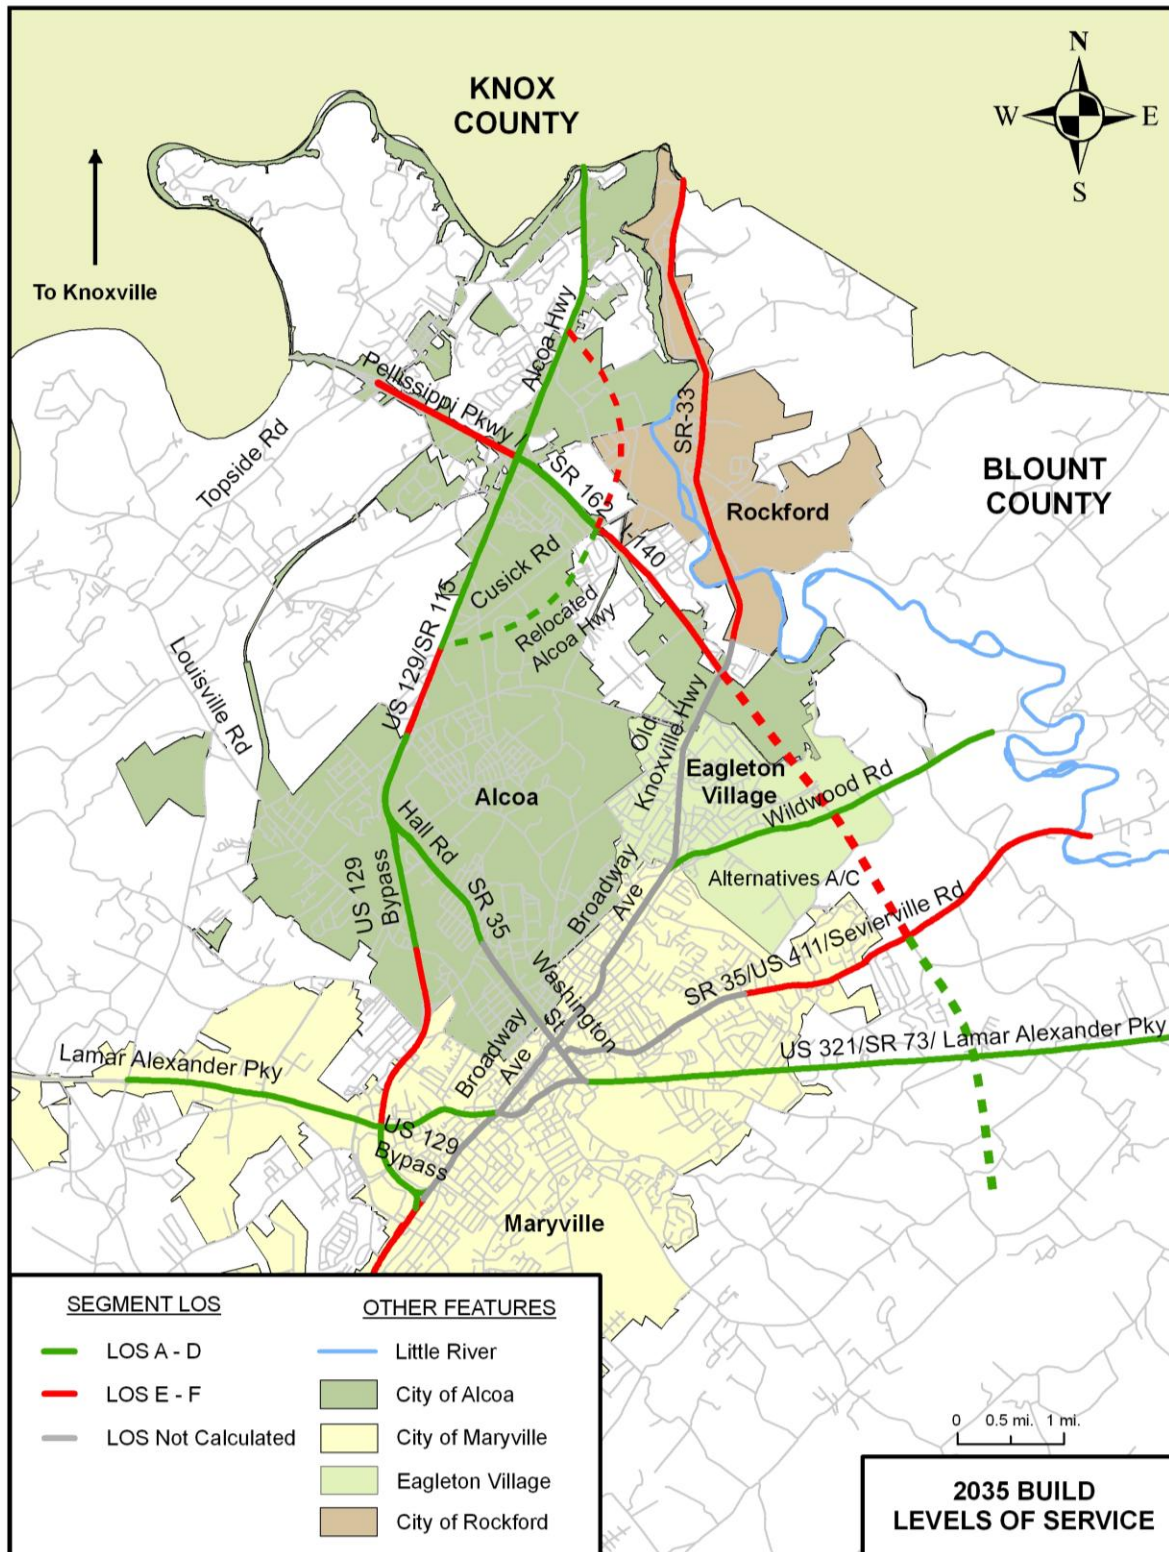 KNOX
COUNTY
N
W
E
S
To Knoxville
Alcoa Hwy
Pellissippi Pkwy /
SR 162
I-140
SR-33
Topside Rd
BLOUNT
COUNTY
Rockford
Cusick Rd
Relocated
Alcoa Hwy
US 129/SR 115
Louisville Rd
Old
Knoxville Hwy
Eagleton
Village
Alcoa
Wildwood Rd
Hall Rd
SR 35
US 129
Bypass
Broadway
Ave
Alternatives A/C
Washington
St
SR 35/US 411/Sevierville Rd
Broadway
Ave
US 321/SR 73/ Lamar Alexander Pky
Lamar Alexander Pky
US 129
Bypass
Maryville
SEGMENT LOS
LOS A - D
LOS E - F
LOS Not Calculated
OTHER FEATURES
Little River
City of Alcoa
City of Maryville
Eagleton Village
City of Rockford
0 0.5 mi. 1 mi.
2035 BUILD
LEVELS OF SERVICE